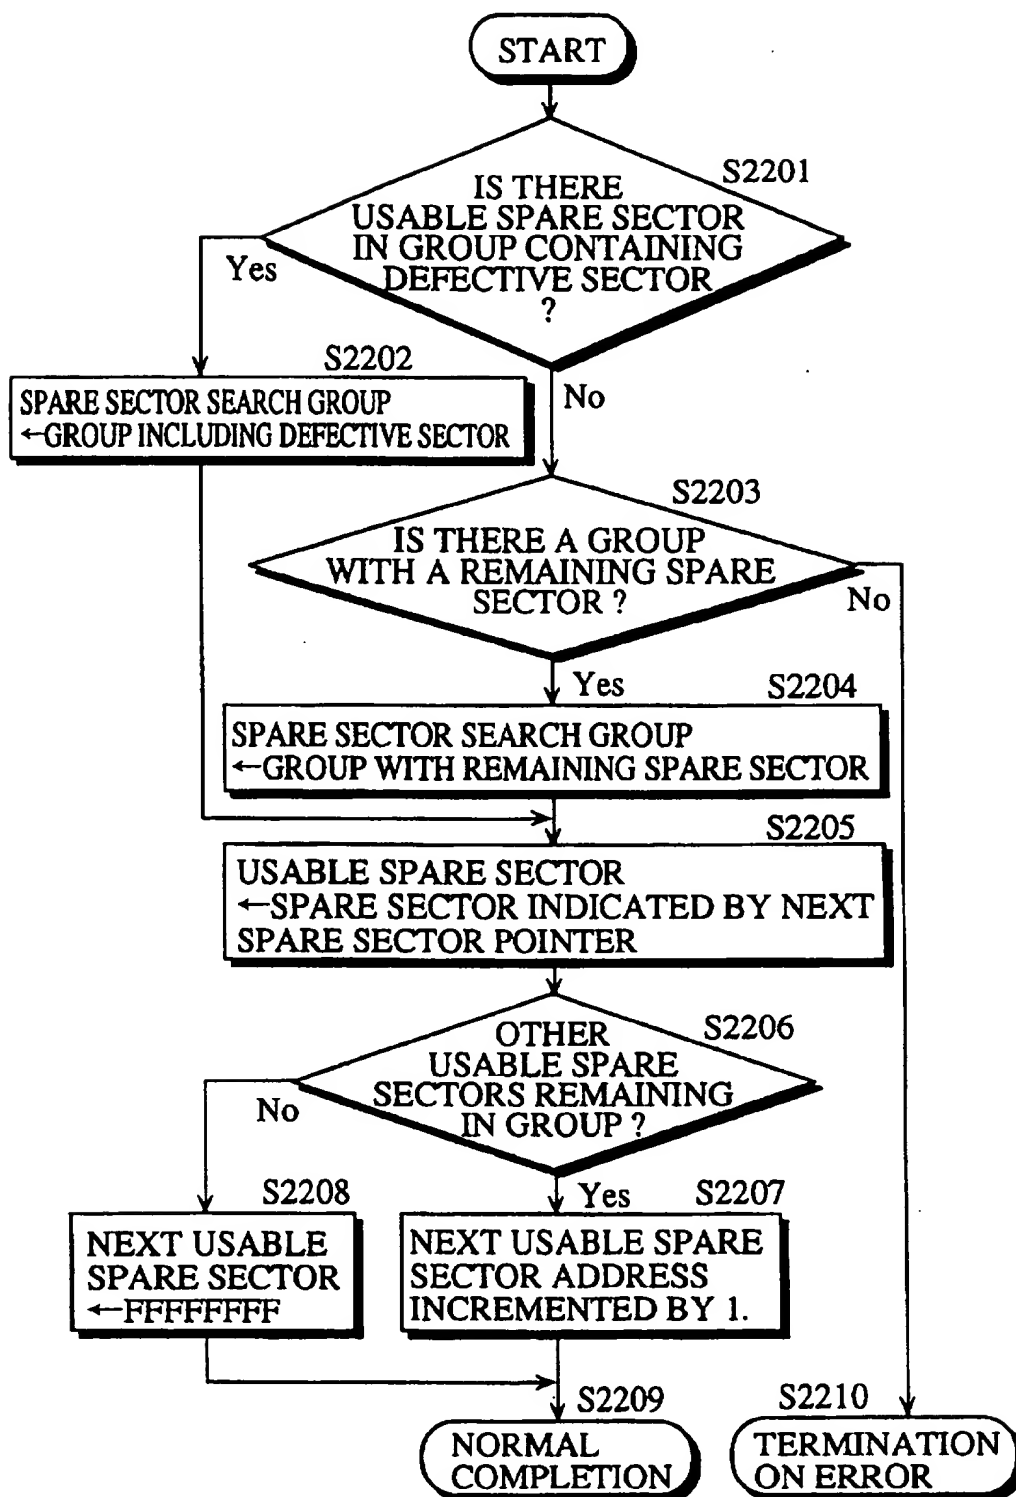 START
S2201
IS THERE
USABLE SPARE SECTOR
IN GROUP CONTAINING
DEFECTIVE SECTOR
?
Yes
No
S2202
SPARE SECTOR SEARCH GROUP
←GROUP INCLUDING DEFECTIVE SECTOR
S2203
IS THERE A GROUP
WITH A REMAINING SPARE
SECTOR ?
No
Yes
S2204
SPARE SECTOR SEARCH GROUP
←GROUP WITH REMAINING SPARE SECTOR
S2205
USABLE SPARE SECTOR
←SPARE SECTOR INDICATED BY NEXT
SPARE SECTOR POINTER
S2206
OTHER
USABLE SPARE
SECTORS REMAINING
IN GROUP ?
No
Yes
S2208
NEXT USABLE
SPARE SECTOR
←FFFFFFFF
S2207
NEXT USABLE SPARE
SECTOR ADDRESS
INCREMENTED BY 1.
S2209
NORMAL
COMPLETION
S2210
TERMINATION
ON ERROR